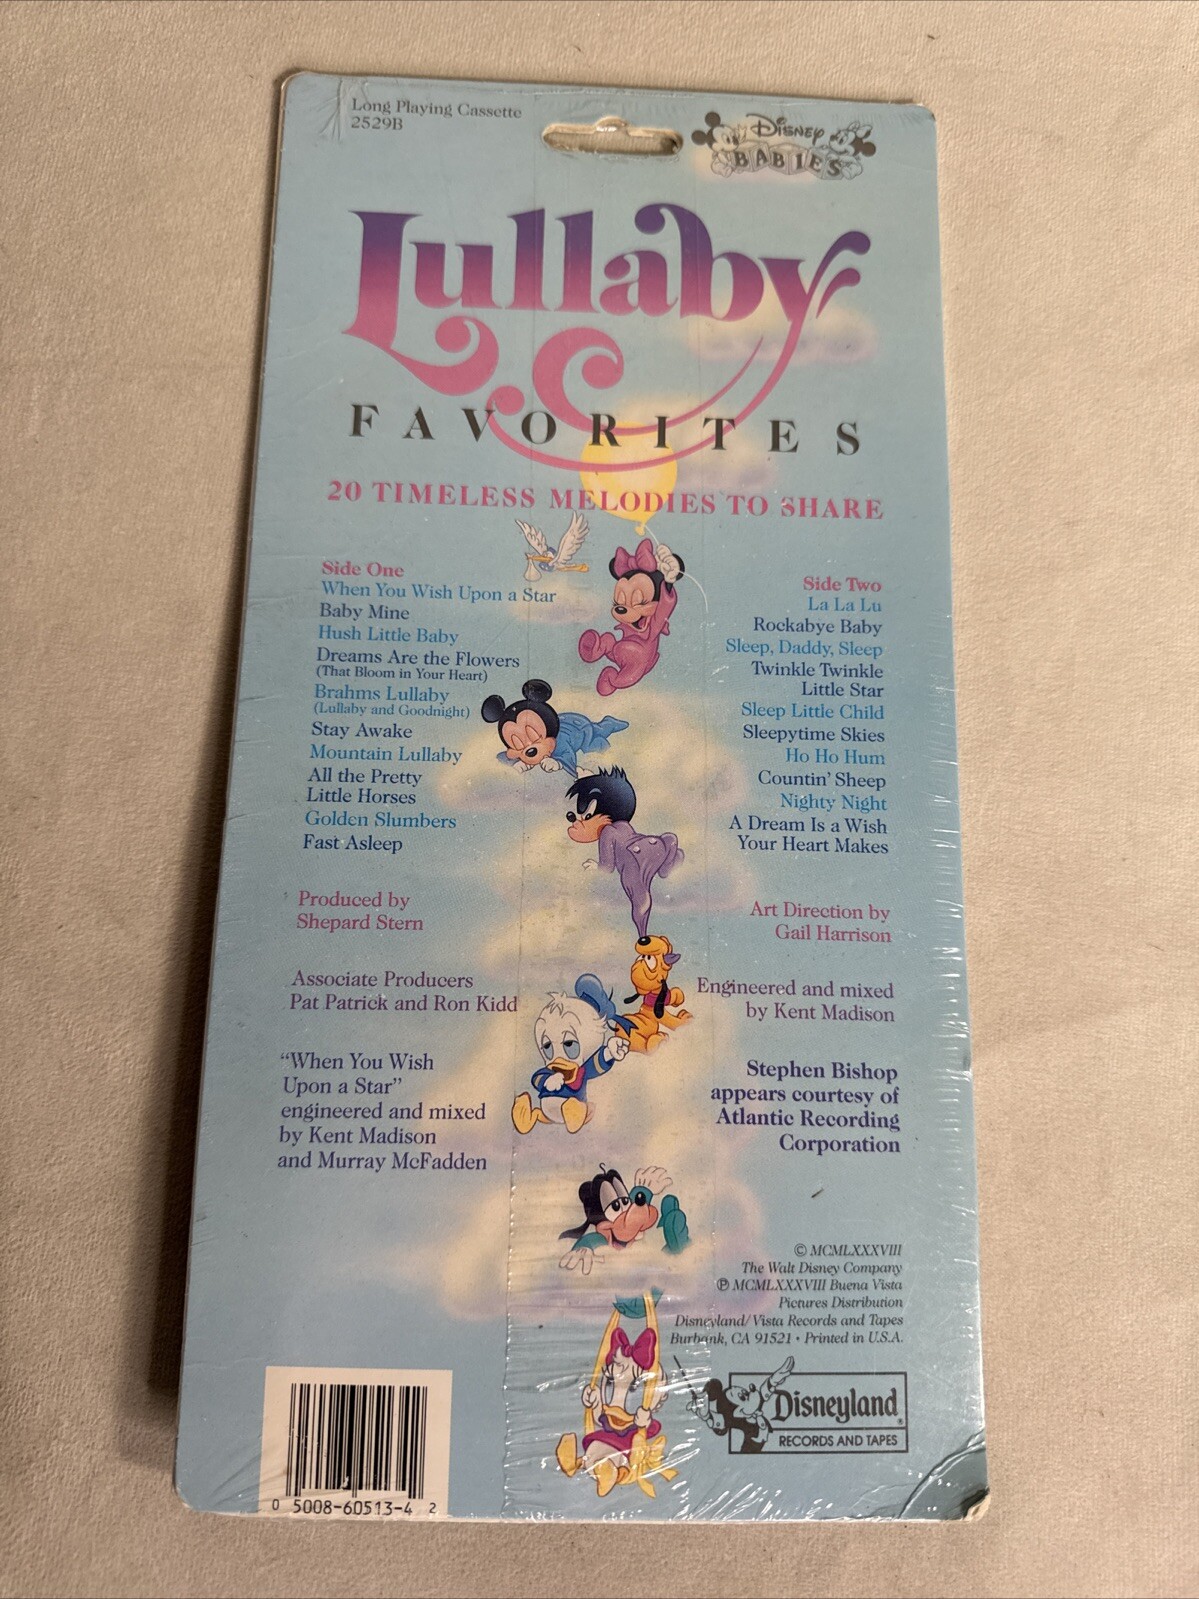 Long Playing Cassette
2529B
Disney
BABIES
Lullaby
FAVORITES
20 TIMELESS MELODIES TO SHARE
Side One
When You Wish Upon a Star
Baby Mine
Hush Little Baby
Dreams Are the Flowers
(That Bloom in Your Heart)
Brahms Lullaby
(Lullaby and Goodnight)
Stay Awake
Mountain Lullaby
All the Pretty
Little Horses
Golden Slumbers
Fast Asleep
Side Two
La La Lu
Rockabye Baby
Sleep, Daddy, Sleep
Twinkle Twinkle
Little Star
Sleep Little Child
Sleepytime Skies
Ho Ho Hum
Countin' Sheep
Nighty Night
A Dream Is a Wish
Your Heart Makes
Produced by
Shepard Stern
Associate Producers
Pat Patrick and Ron Kidd
"When You Wish
Upon a Star"
engineered and mixed
by Kent Madison
and Murray McFadden
Art Direction by
Gail Harrison
Engineered and mixed
by Kent Madison
Stephen Bishop
appears courtesy of
Atlantic Recording
Corporation
© MCMLXXXVIII
The Walt Disney Company
℗ MCMLXXXVIII Buena Vista
Pictures Distribution
Disneyland/Vista Records and Tapes
Burbank, CA 91521 • Printed in U.S.A.
Disneyland®
RECORDS AND TAPES
0 5008-60513-4 2